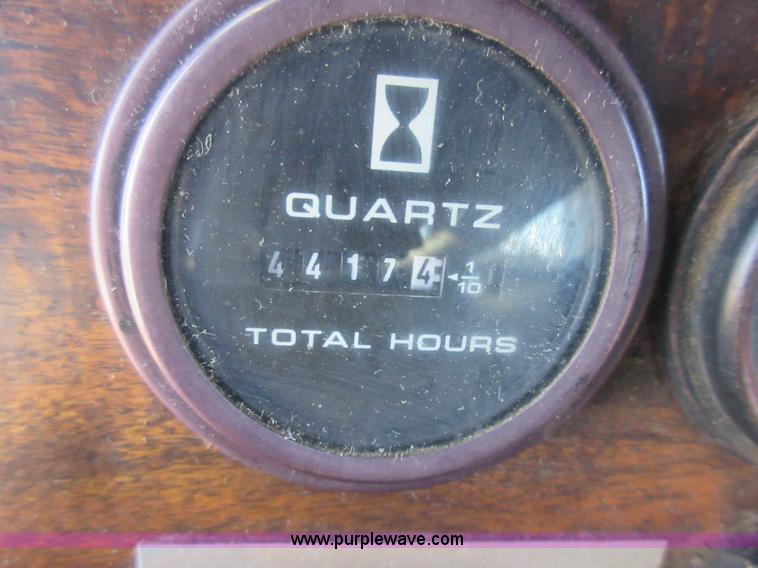 QUARTZ
4 4 1 7 4 ◄ 1/10
TOTAL HOURS
www.purplewave.com